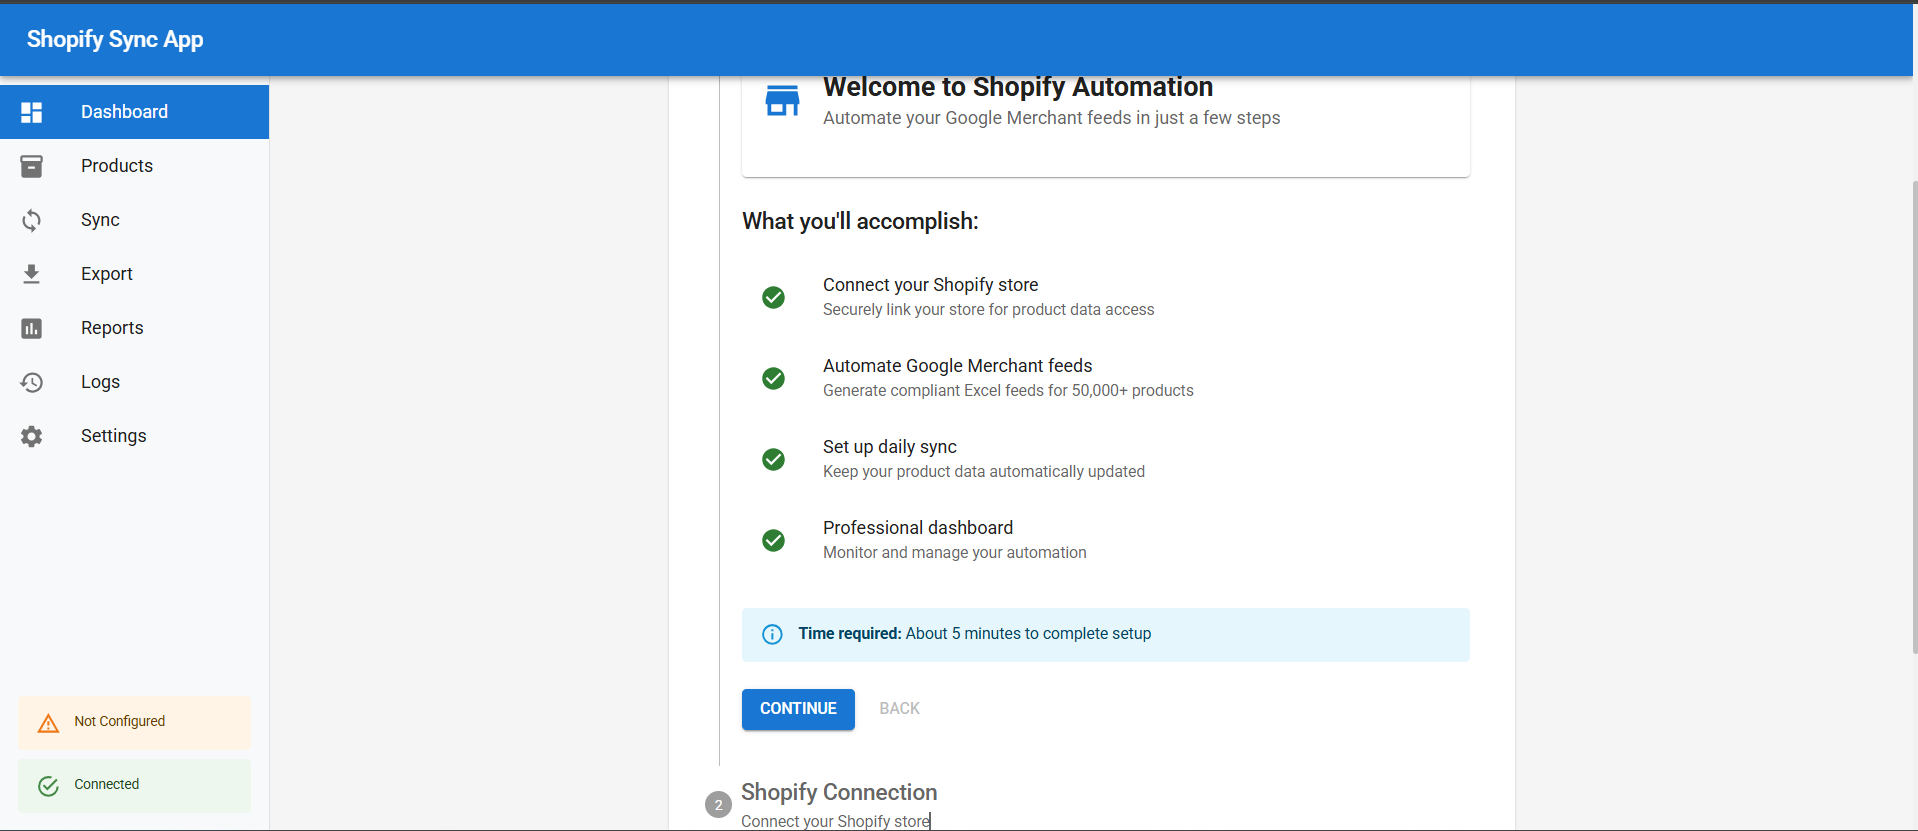 Shopify Sync App
Dashboard
Products
Sync
Export
Reports
Logs
Settings
Not Configured
Connected
Welcome to Shopify Automation
Automate your Google Merchant feeds in just a few steps
What you'll accomplish:
Connect your Shopify store
Securely link your store for product data access
Automate Google Merchant feeds
Generate compliant Excel feeds for 50,000+ products
Set up daily sync
Keep your product data automatically updated
Professional dashboard
Monitor and manage your automation
Time required: About 5 minutes to complete setup
CONTINUE BACK
2 Shopify Connection
Connect your Shopify store